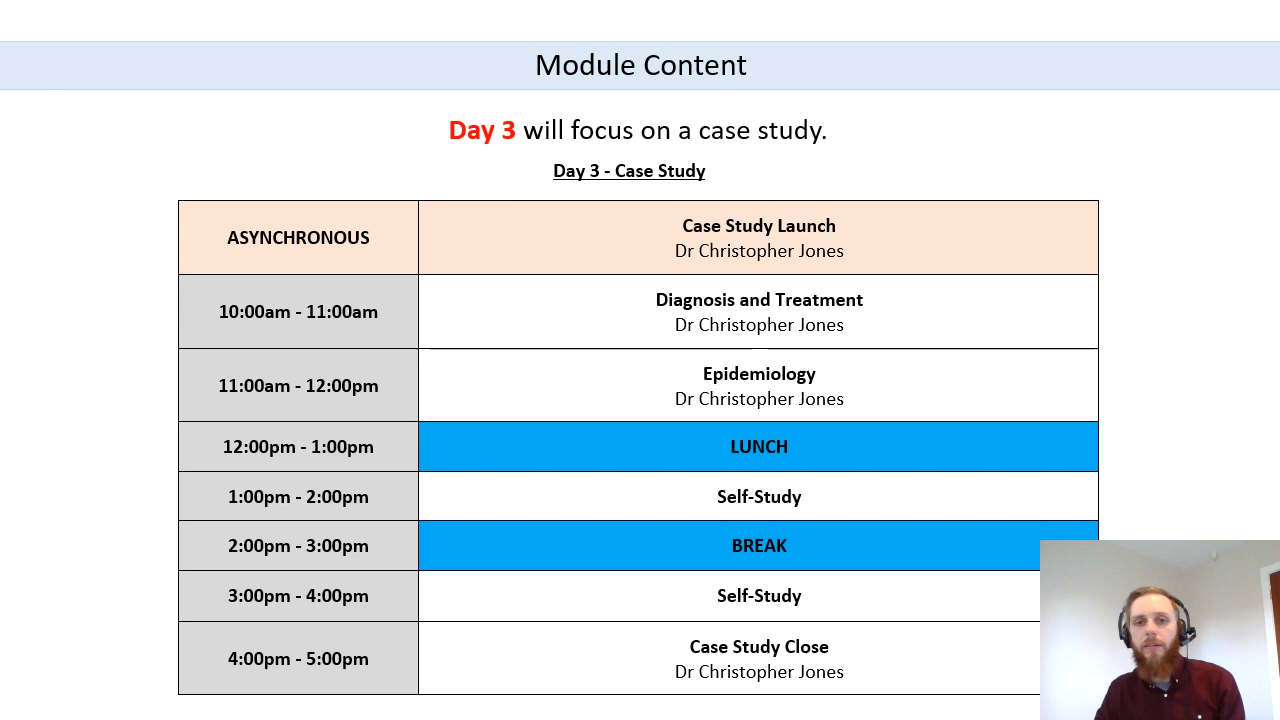 Module Content
Day 3 will focus on a case study.
Day 3 - Case Study
ASYNCHRONOUS
Case Study Launch
Dr Christopher Jones
10:00am - 11:00am
Diagnosis and Treatment
Dr Christopher Jones
11:00am - 12:00pm
Epidemiology
Dr Christopher Jones
12:00pm - 1:00pm
LUNCH
1:00pm - 2:00pm
Self-Study
2:00pm - 3:00pm
BREAK
3:00pm - 4:00pm
Self-Study
4:00pm - 5:00pm
Case Study Close
Dr Christopher Jones